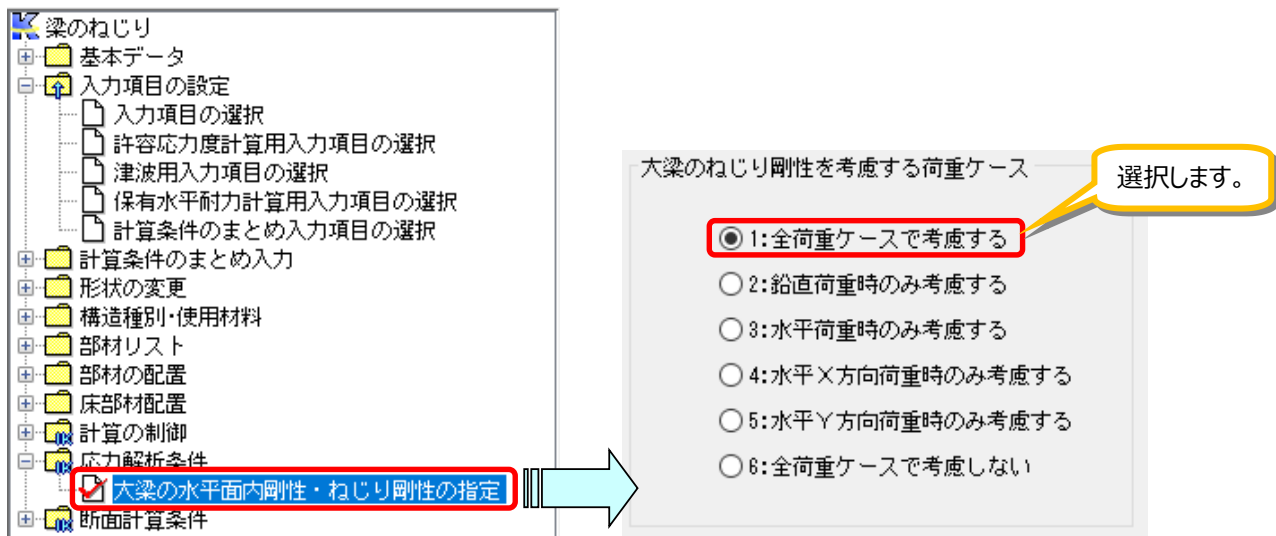 梁のねじり
基本データ
入力項目の設定
入力項目の選択
許容応力度計算用入力項目の選択
津波用入力項目の選択
保有水平耐力計算用入力項目の選択
計算条件のまとめ入力項目の選択
計算条件のまとめ入力
形状の変更
構造種別・使用材料
部材リスト
部材の配置
床部材配置
計算の制御
応力解析条件
大梁の水平面内剛性・ねじり剛性の指定
断面計算条件
大梁のねじり剛性を考慮する荷重ケース
選択します。
1:全荷重ケースで考慮する
2:鉛直荷重時のみ考慮する
3:水平荷重時のみ考慮する
4:水平X方向荷重時のみ考慮する
5:水平Y方向荷重時のみ考慮する
6:全荷重ケースで考慮しない